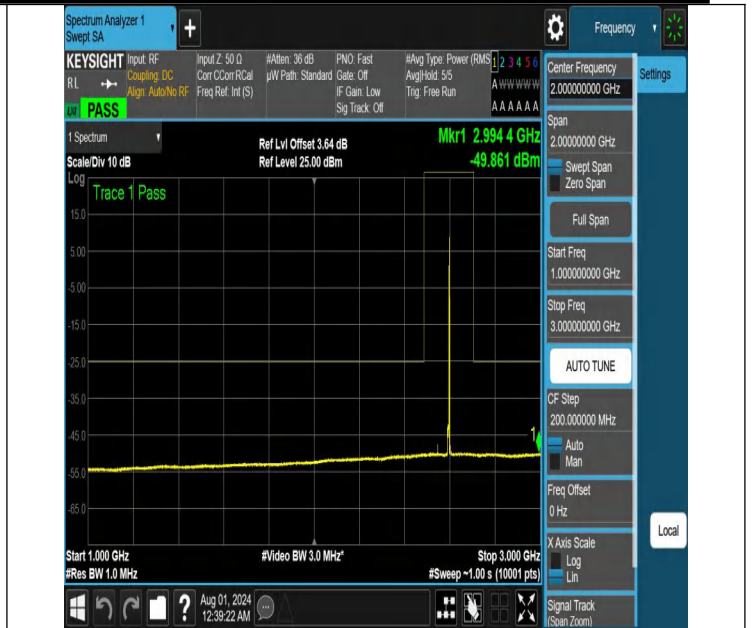 Spectrum Analyzer 1
Swept SA
Frequency
KEYSIGHT
RL
PASS
Input: RF
Coupling: DC
Align: Auto/No RF
Input Z: 50 Ω
Corr CCorr RCal
Freq Ref: Int (S)
#Atten: 36 dB
µW Path: Standard
PNO: Fast
Gate: Off
IF Gain: Low
Sig Track: Off
#Avg Type: Power (RMS
Avg|Hold: 5/5
Trig: Free Run
1 2 3 4 5 6
A W W W W W
A A A A A A
1 Spectrum
Scale/Div 10 dB
Ref Lvl Offset 3.64 dB
Ref Level 25.00 dBm
Mkr1 2.994 4 GHz
-49.861 dBm
Log
Trace 1 Pass
15.0
5.00
-5.00
-15.0
-25.0
-35.0
-45.0
-55.0
-65.0
1
Start 1.000 GHz
#Res BW 1.0 MHz
#Video BW 3.0 MHz*
Stop 3.000 GHz
#Sweep ~1.00 s (10001 pts)
Center Frequency
2.000000000 GHz
Settings
Span
2.00000000 GHz
Swept Span
Zero Span
Full Span
Start Freq
1.000000000 GHz
Stop Freq
3.000000000 GHz
AUTO TUNE
CF Step
200.000000 MHz
Auto
Man
Freq Offset
0 Hz
X Axis Scale
Log
Lin
Signal Track
(Span Zoom)
Local
?
Aug 01, 2024
12:39:22 AM